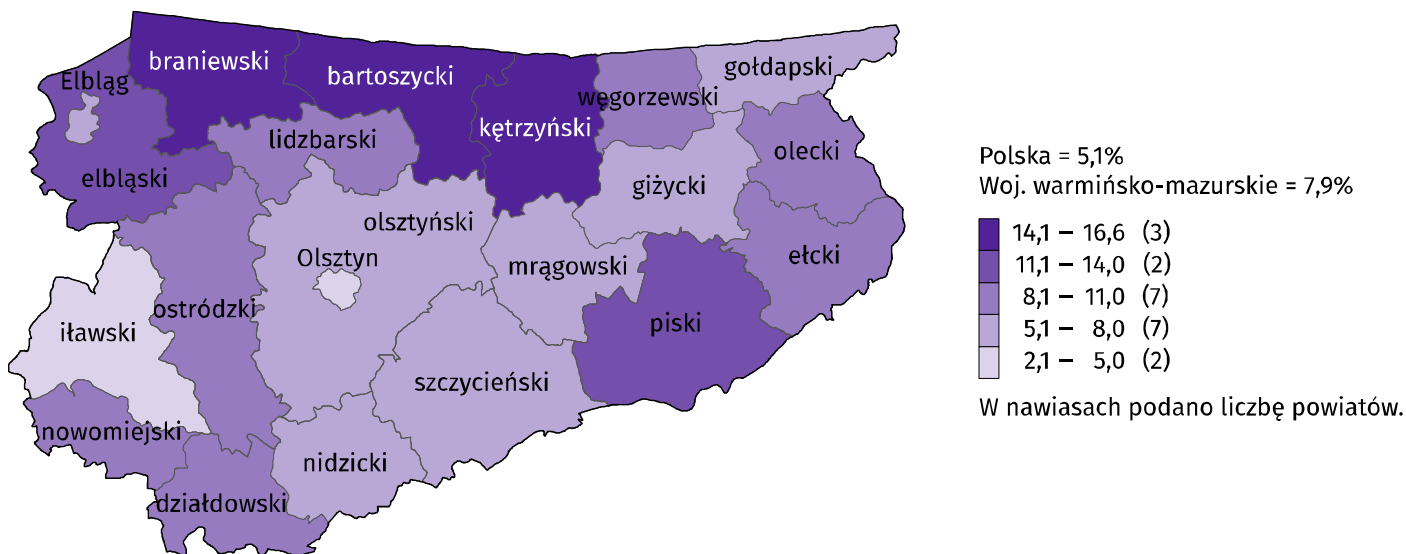 braniewski
bartoszycki
gołdapski
Elbląg
węgorzewski
kętrzyński
lidzbarski
olecki
elbląski
giżycki
olsztyński
Olsztyn
mrągowski
ełcki
ostródzki
iławski
piski
szczycieński
nowomiejski
nidzicki
działdowski
Polska = 5,1%
Woj. warmińsko-mazurskie = 7,9%
14,1 – 16,6 (3)
11,1 – 14,0 (2)
8,1 – 11,0 (7)
5,1 – 8,0 (7)
2,1 – 5,0 (2)
W nawiasach podano liczbę powiatów.